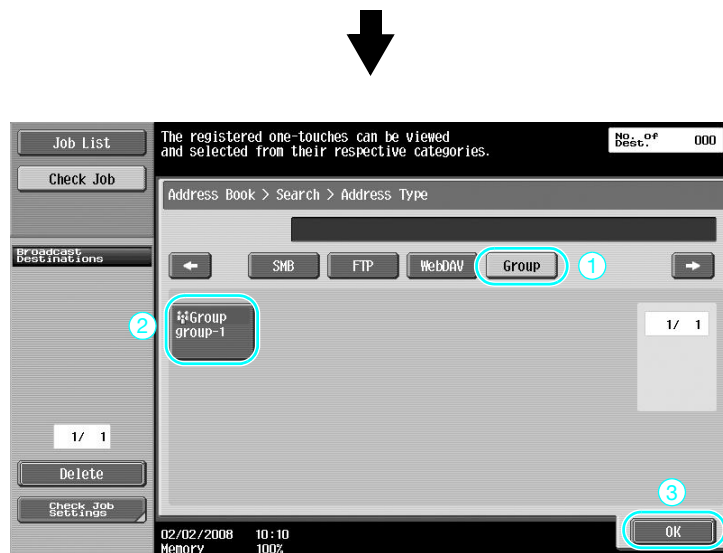 Job List
Check Job
The registered one-touches can be viewed
and selected from their respective categories.
No. of
Dest.
000
Address Book > Search > Address Type
Broadcast
Destinations
SMB
FTP
WebDAV
Group
1
2
Group
group-1
1/ 1
1/ 1
Delete
Check Job
Settings
3
OK
02/02/2008 10:10
Memory 100%